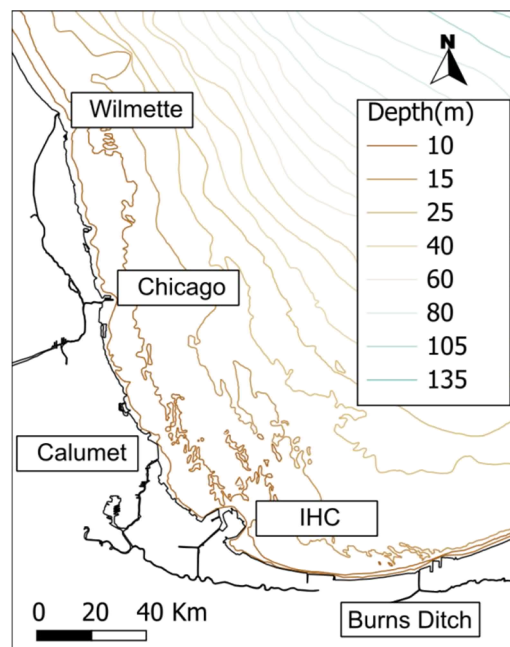 N
Wilmette
Depth(m)
10
15
25
40
60
80
105
135
Chicago
Calumet
IHC
Burns Ditch
0 20 40 Km